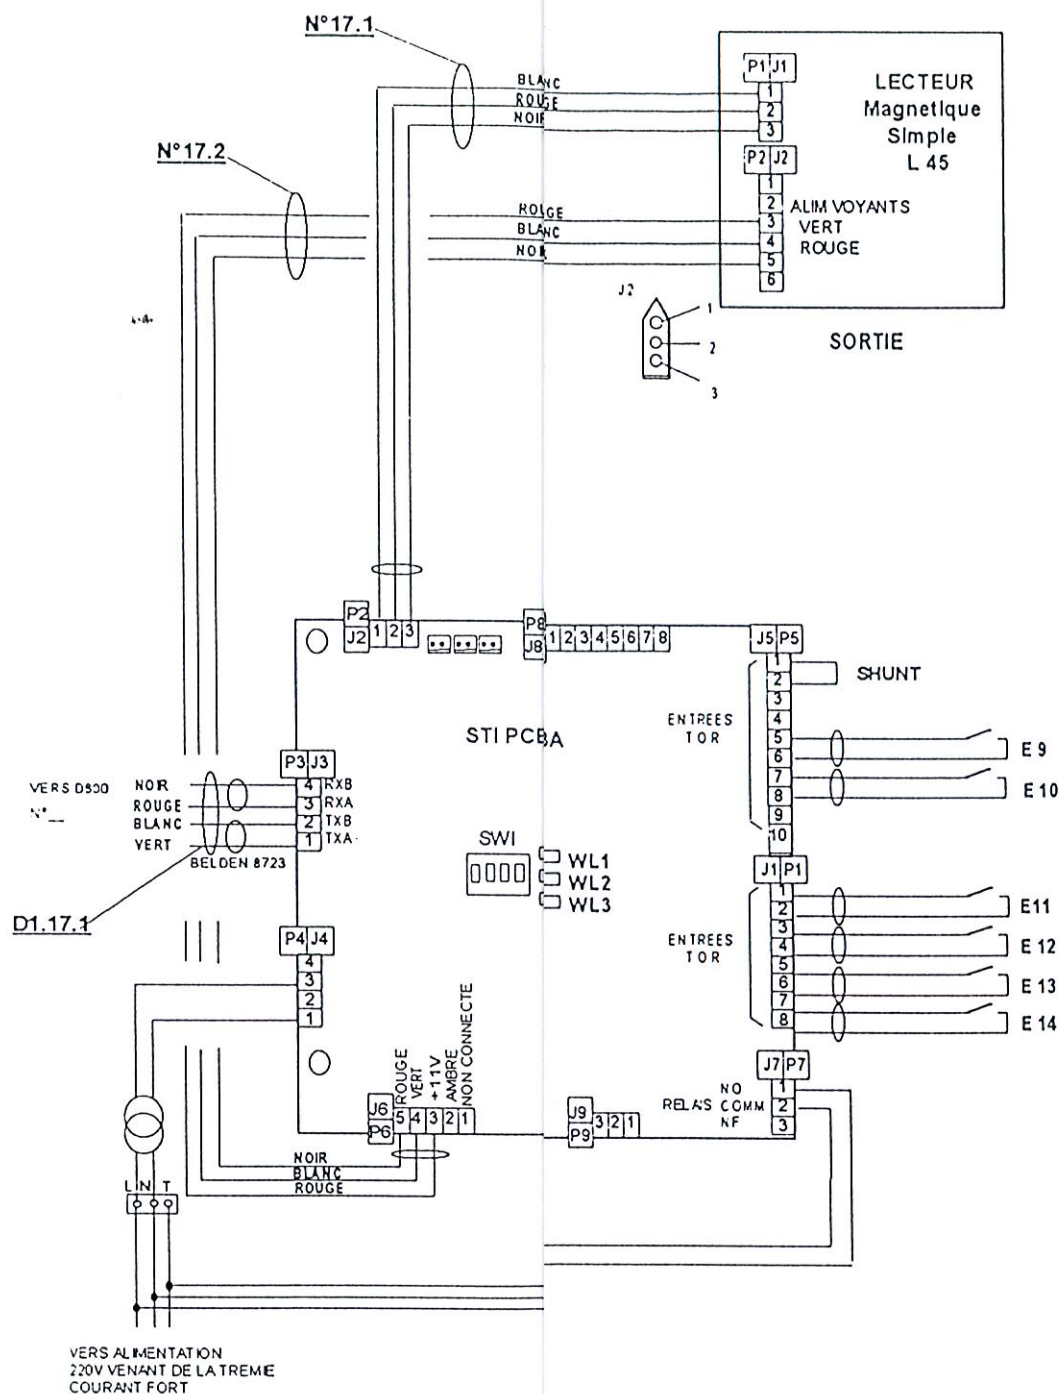 N°17.1
P1 J1
1
2
3
LECTEUR
MagnetIque
SImple
L 45
BLANC
ROUGE
NOIR
N°17.2
P2 J2
1
2
3
4
5
6
ALIM VOYANTS
VERT
ROUGE
ROUGE
BLANC
NOIR
J2
1
2
3
SORTIE
P2
J2
1 2 3
P8
J8
1 2 3 4 5 6 7 8
J5 P5
1
2
3
4
5
6
7
8
9
10
SHUNT
ENTREES
TOR
E 9
E 10
STI PCBA
P3 J3
4 RXB
3 RXA
2 TXB
1 TXA
VERS D800
N°__
NOIR
ROUGE
BLANC
VERT
BELDEN 8723
D1.17.1
SWI
WL1
WL2
WL3
J1 P1
1
2
3
4
5
6
7
8
ENTREES
TOR
E11
E 12
E 13
E 14
P4 J4
4
3
2
1
ROUGE
VERT
+11V
AMBRE
NON CONNECTE
J6
P6
5 4 3 2 1
J9
P9
3 2 1
J7 P7
1
2
3
RELAIS
NO
COMM
NF
NOIR
BLANC
ROUGE
L N T
VERS ALIMENTATION
220V VENANT DE LA TREMIE
COURANT FORT